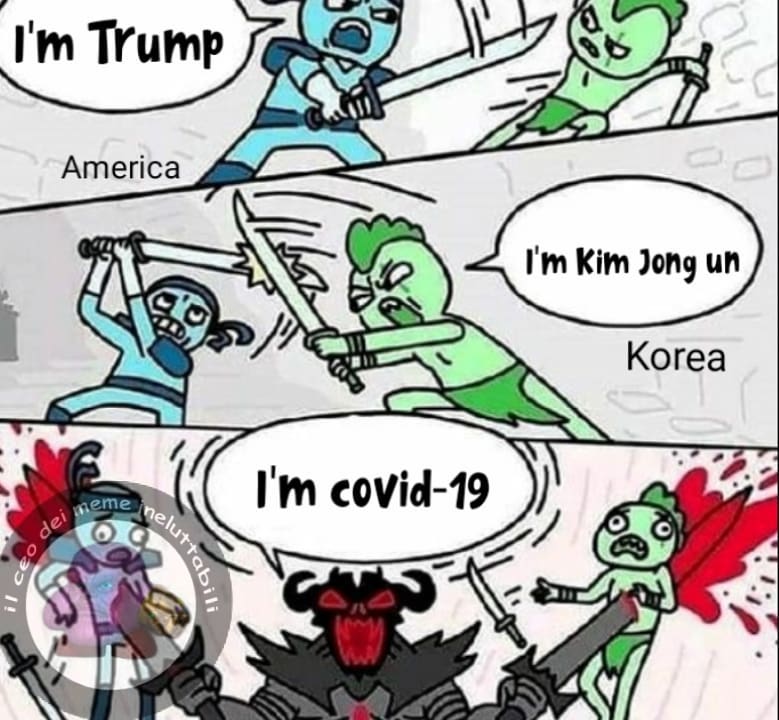 I'm Trump
America
I'm Kim Jong un
Korea
I'm covid-19
il ceo dei meme ineluttabili